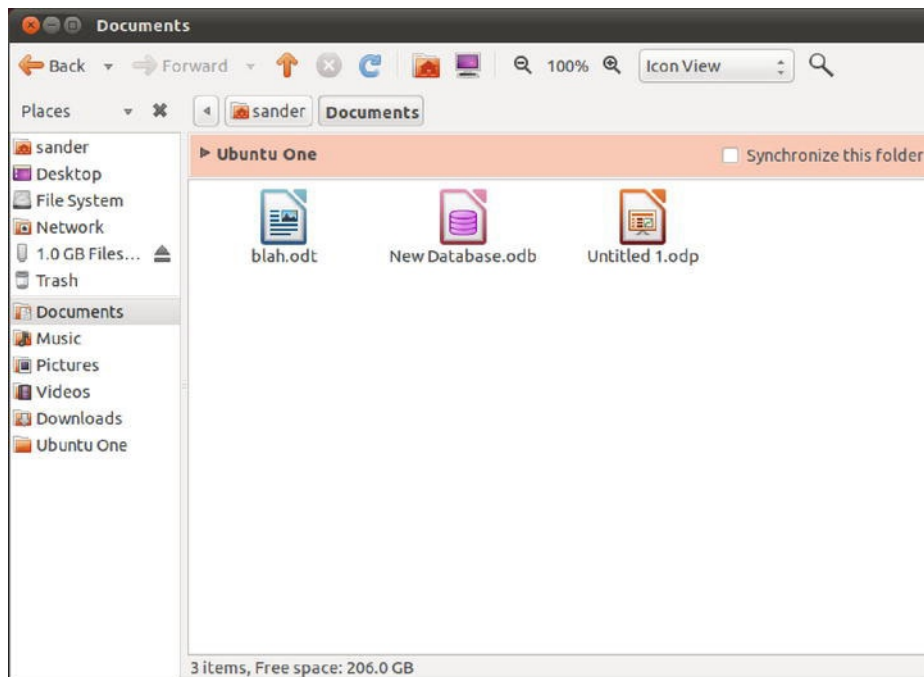 Documents
Back Forward 100% Icon View
Places sander Documents
sander
Desktop
File System
Network
1.0 GB Files...
Trash
Documents
Music
Pictures
Videos
Downloads
Ubuntu One
Ubuntu One Synchronize this folder
blah.odt New Database.odb Untitled 1.odp
3 items, Free space: 206.0 GB